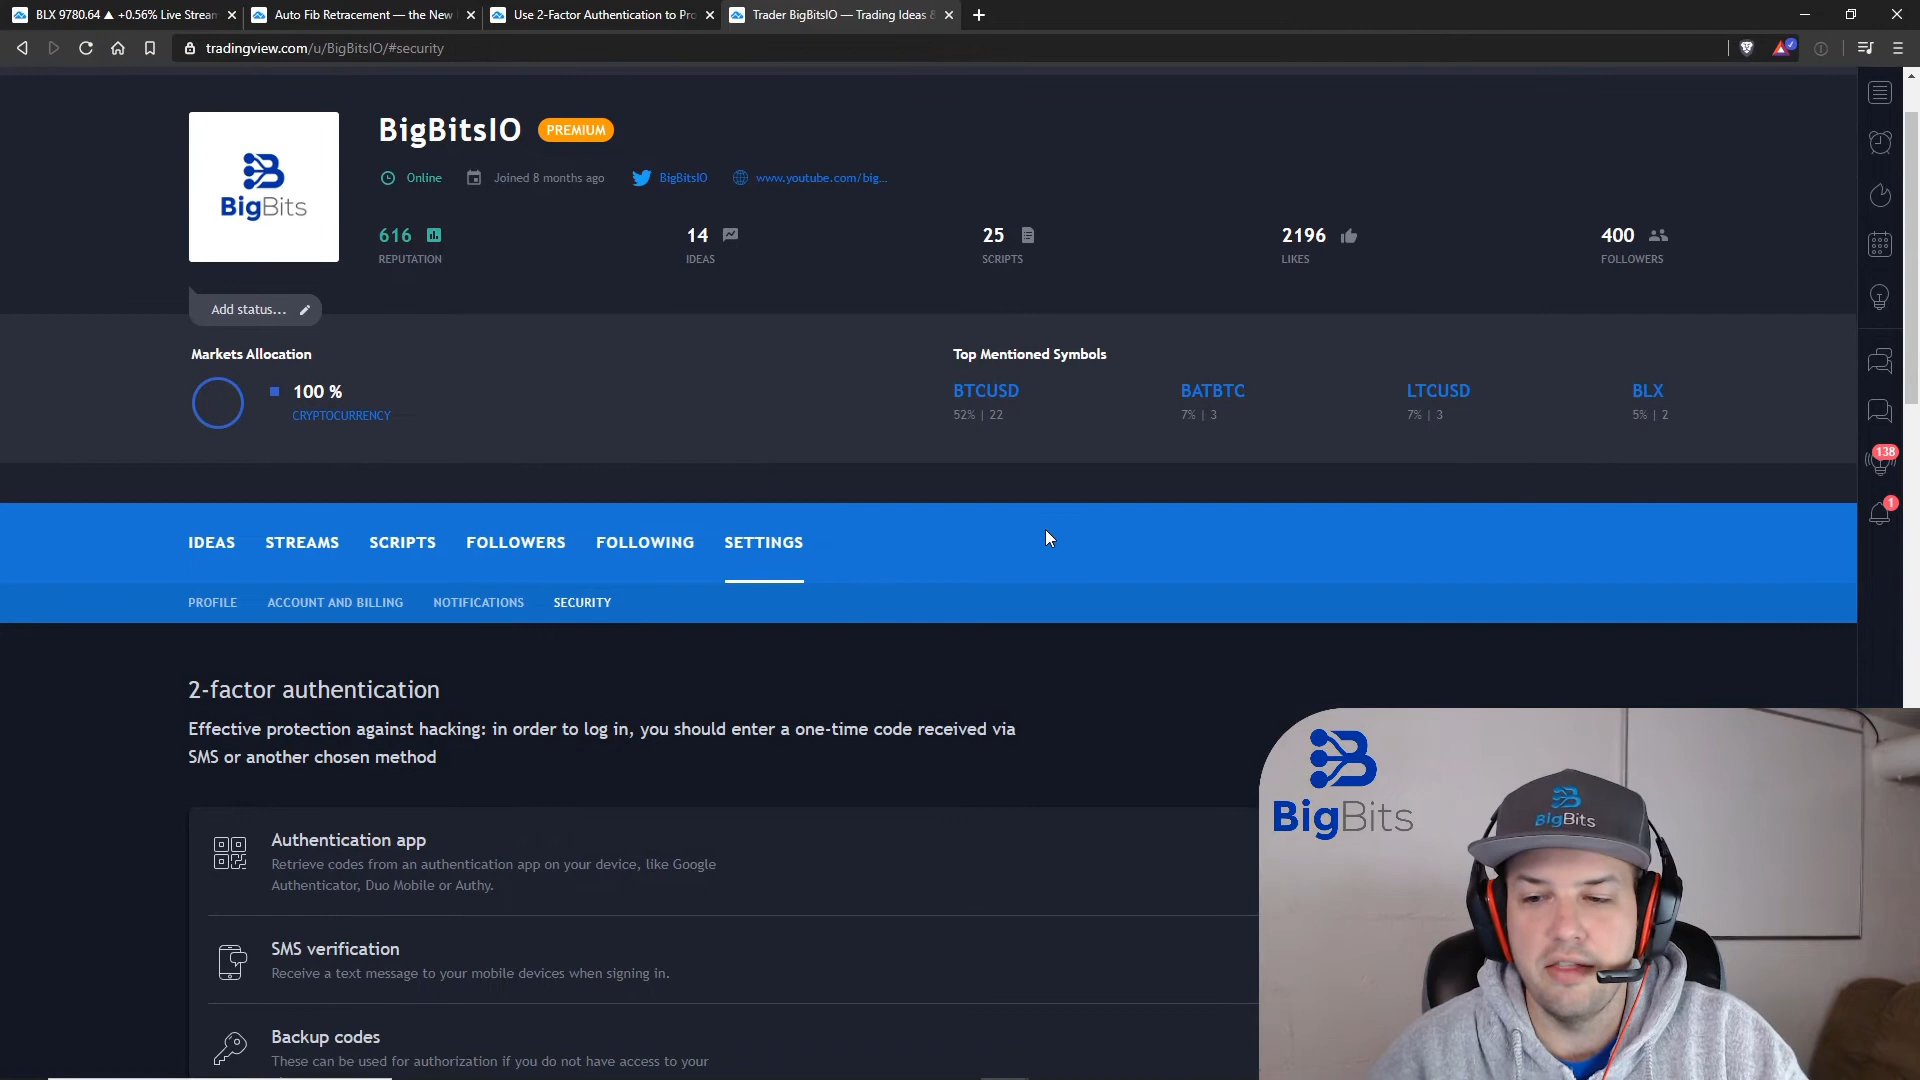 BLX 9780.64 ▲ +0.56% Live Stream
Auto Fib Retracement — the New
Use 2-Factor Authentication to Pro
Trader BigBitsIO — Trading Ideas &
tradingview.com/u/BigBitsIO/#security
BigBitsIO PREMIUM
Online
Joined 8 months ago
BigBitsIO
www.youtube.com/big...
BigBits
616
14
25
2196
400
REPUTATION
IDEAS
SCRIPTS
LIKES
FOLLOWERS
Add status...
Markets Allocation
Top Mentioned Symbols
100 %
CRYPTOCURRENCY
BTCUSD
BATBTC
LTCUSD
BLX
52% | 22
7% | 3
7% | 3
5% | 2
138
1
IDEAS STREAMS SCRIPTS FOLLOWERS FOLLOWING SETTINGS
PROFILE ACCOUNT AND BILLING NOTIFICATIONS SECURITY
2-factor authentication
Effective protection against hacking: in order to log in, you should enter a one-time code received via
SMS or another chosen method
Authentication app
Retrieve codes from an authentication app on your device, like Google
Authenticator, Duo Mobile or Authy.
SMS verification
Receive a text message to your mobile devices when signing in.
Backup codes
These can be used for authorization if you do not have access to your
BigBits
BigBits